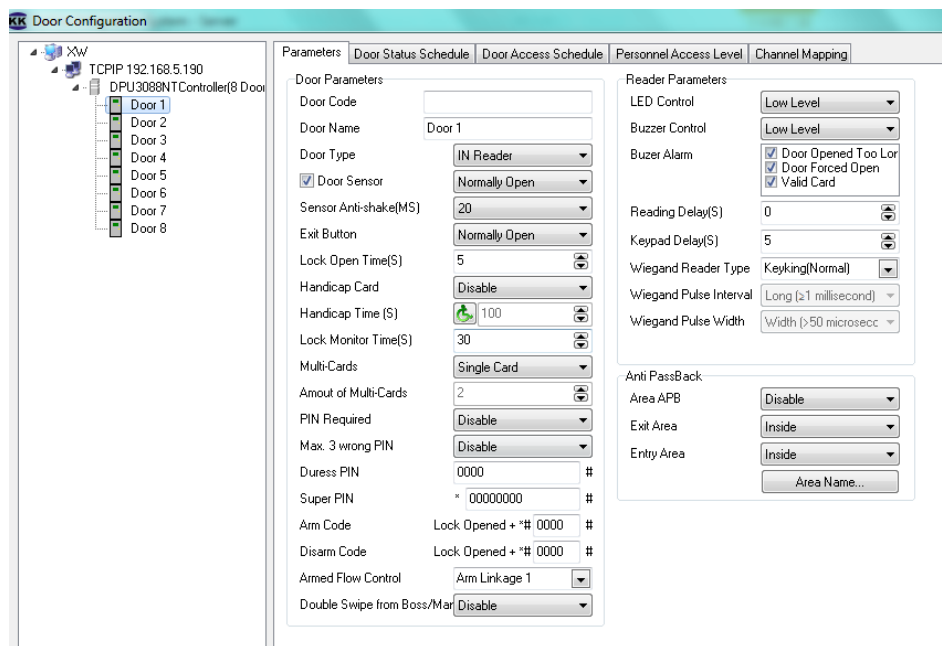 KK Door Configuration
XW
TCPIP 192.168.5.190
DPU3088NTController(8 Door
Door 1
Door 2
Door 3
Door 4
Door 5
Door 6
Door 7
Door 8
Parameters Door Status Schedule Door Access Schedule Personnel Access Level Channel Mapping
Door Parameters
Door Code
Door Name Door 1
Door Type IN Reader
Door Sensor Normally Open
Sensor Anti-shake(MS) 20
Exit Button Normally Open
Lock Open Time(S) 5
Handicap Card Disable
Handicap Time (S) 100
Lock Monitor Time(S) 30
Multi-Cards Single Card
Amout of Multi-Cards 2
PIN Required Disable
Max. 3 wrong PIN Disable
Duress PIN 0000 #
Super PIN * 00000000 #
Arm Code Lock Opened + *# 0000 #
Disarm Code Lock Opened + *# 0000 #
Armed Flow Control Arm Linkage 1
Double Swipe from Boss/Mar Disable
Reader Parameters
LED Control Low Level
Buzzer Control Low Level
Buzer Alarm Door Opened Too Lor
Door Forced Open
Valid Card
Reading Delay(S) 0
Keypad Delay(S) 5
Wiegand Reader Type Keyking(Normal)
Wiegand Pulse Interval Long (≥1 millisecond)
Wiegand Pulse Width Width (>50 microsecc
Anti PassBack
Area APB Disable
Exit Area Inside
Entry Area Inside
Area Name...